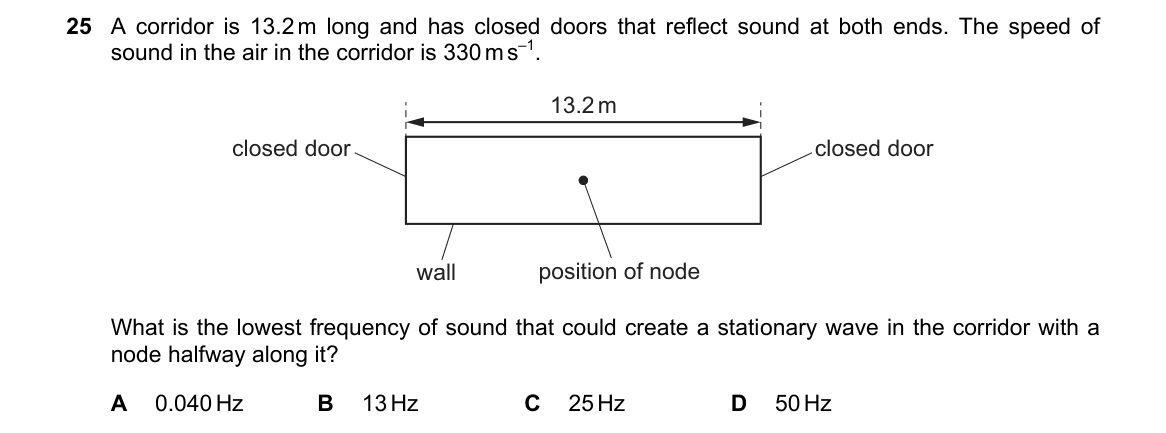 25 A corridor is 13.2 m long and has closed doors that reflect sound at both ends. The speed of
sound in the air in the corridor is 330 m s⁻¹.
13.2 m
closed door
closed door
wall
position of node
What is the lowest frequency of sound that could create a stationary wave in the corridor with a
node halfway along it?
A 0.040 Hz B 13 Hz C 25 Hz D 50 Hz